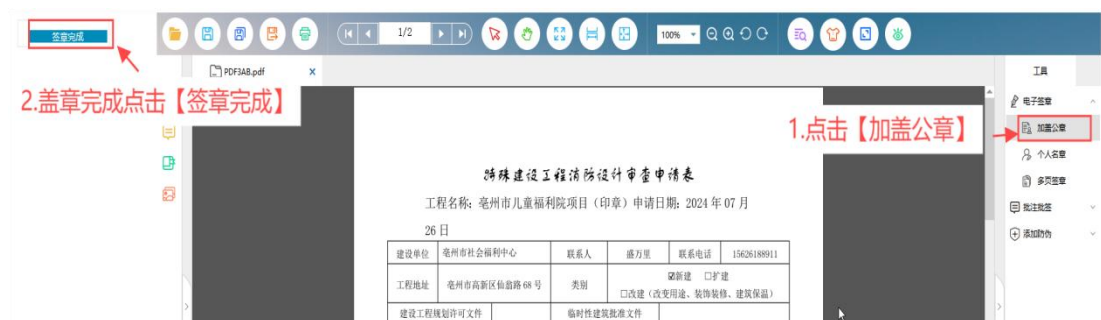 签章完成
1/2
100%
PDF3AB.pdf
x
工具
2.盖章完成点击【签章完成】
电子签章
1.点击【加盖公章】
加盖公章
个人名章
多页签章
批注批签
添加防伪
特殊建设工程消防设计审查申请表
工程名称: 亳州市儿童福利院项目（印章）申请日期: 2024 年 07 月
26 日
建设单位 亳州市社会福利中心 联系人 盛万里 联系电话 15626188911
工程地址 亳州市高新区仙翁路 68 号 类别 ☑新建 □扩建
□改建（改变用途、装饰装修、建筑保温）
建设工程规划许可文件 临时性建筑批准文件